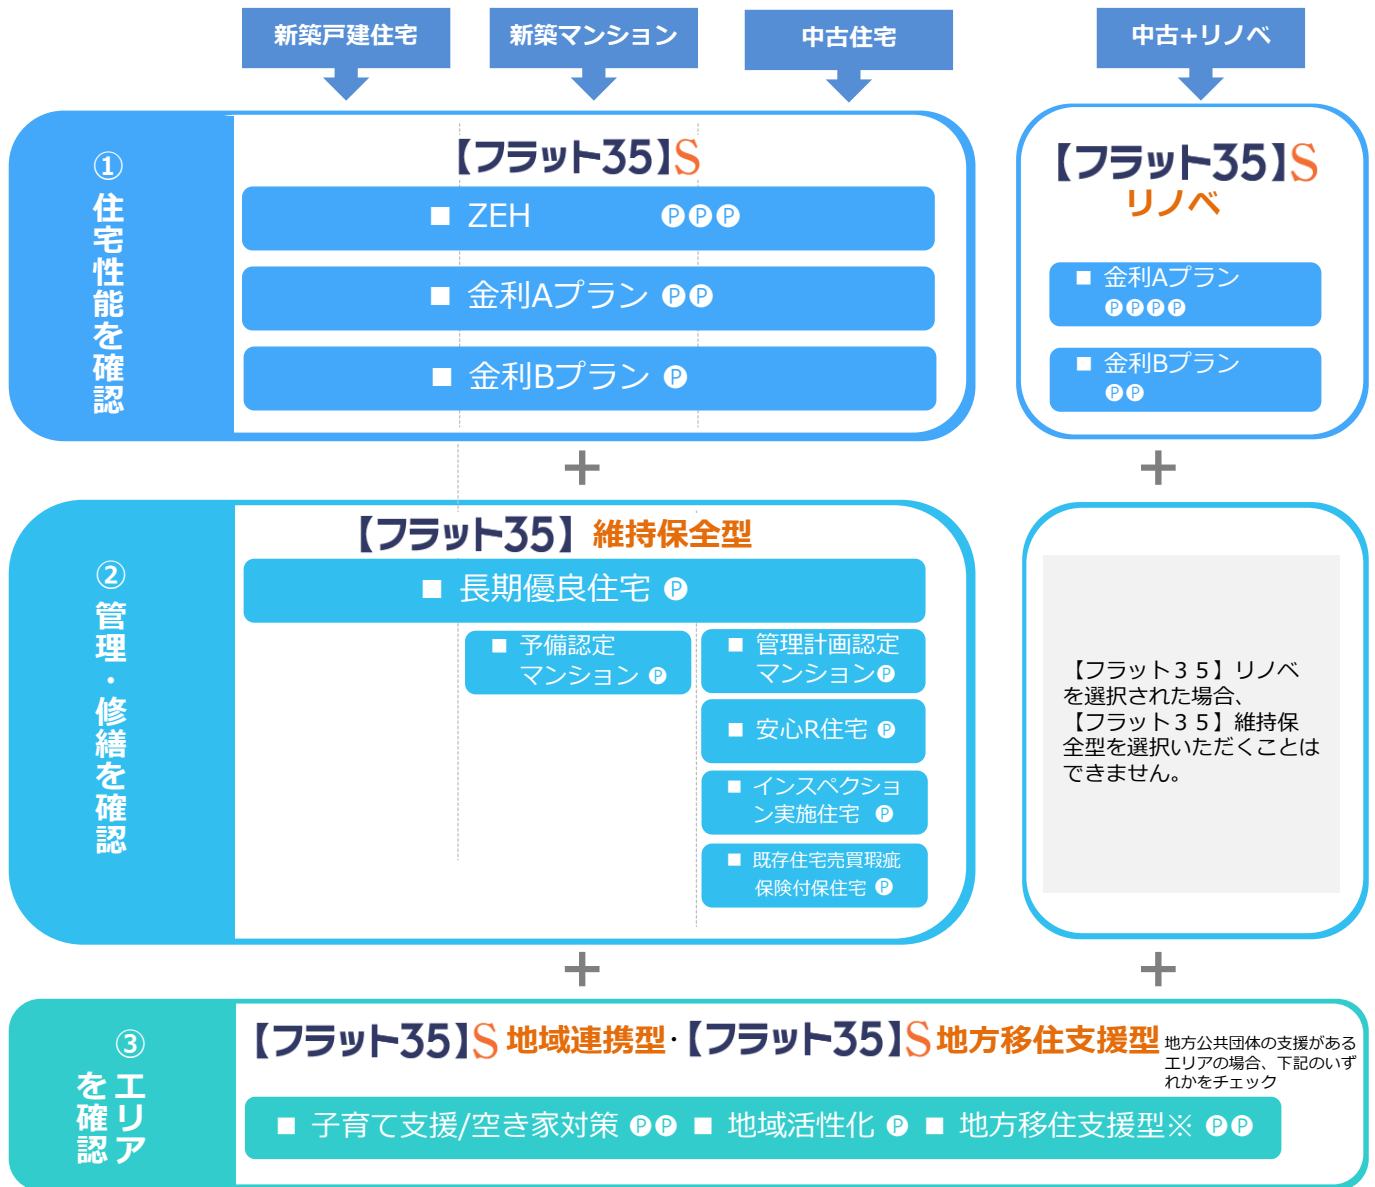 新築戸建住宅
新築マンション
中古住宅
中古+リノベ
① 住宅性能を確認
【フラット35】S
■ ZEH ⓅⓅⓅ
■ 金利Aプラン ⓅⓅ
■ 金利Bプラン Ⓟ
【フラット35】S
リノベ
■ 金利Aプラン
ⓅⓅⓅⓅ
■ 金利Bプラン
ⓅⓅ
+
+
② 管理・修繕を確認
【フラット35】維持保全型
■ 長期優良住宅 Ⓟ
■ 予備認定
マンション Ⓟ
■ 管理計画認定
マンションⓅ
■ 安心R住宅 Ⓟ
■ インスペクショ
ン実施住宅 Ⓟ
■ 既存住宅売買瑕疵
保険付保住宅 Ⓟ
【フラット３５】リノベ
を選択された場合、
【フラット３５】維持保
全型を選択いただくことは
できません。
+
+
③ エリア
を確認
【フラット35】S 地域連携型・【フラット35】S 地方移住支援型
地方公共団体の支援がある
エリアの場合、下記のいず
れかをチェック
■ 子育て支援/空き家対策 ⓅⓅ ■ 地域活性化 Ⓟ ■ 地方移住支援型※ ⓅⓅ